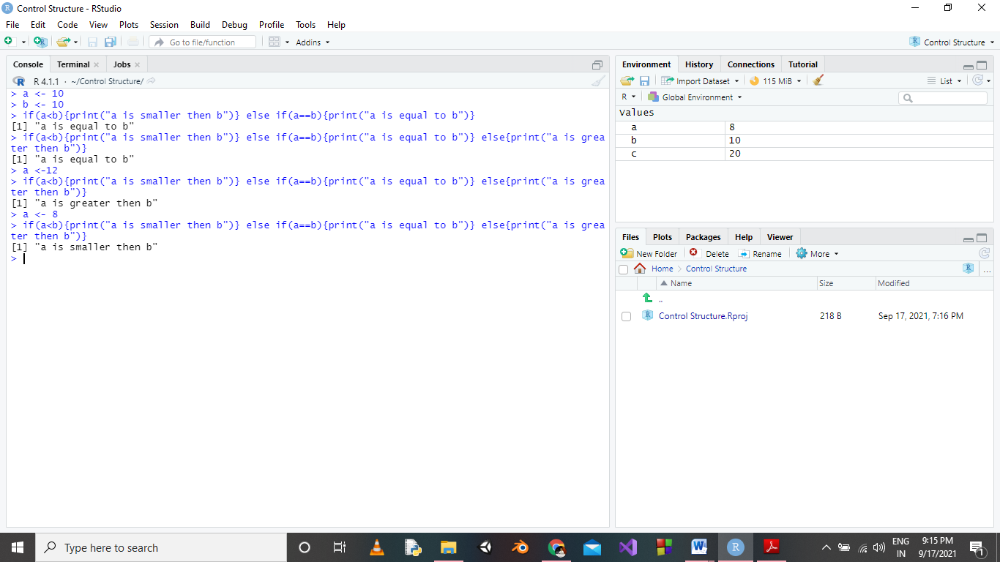 Control Structure - RStudio
File Edit Code View Plots Session Build Debug Profile Tools Help
Go to file/function Addins Control Structure
Console Terminal Jobs
R 4.1.1 · ~/Control Structure/
> a <- 10
> b <- 10
> if(a<b){print("a is smaller then b")} else if(a==b){print("a is equal to b")}
[1] "a is equal to b"
> if(a<b){print("a is smaller then b")} else if(a==b){print("a is equal to b")} else{print("a is grea
ter then b")}
[1] "a is equal to b"
> a <-12
> if(a<b){print("a is smaller then b")} else if(a==b){print("a is equal to b")} else{print("a is grea
ter then b")}
[1] "a is greater then b"
> a <- 8
> if(a<b){print("a is smaller then b")} else if(a==b){print("a is equal to b")} else{print("a is grea
ter then b")}
[1] "a is smaller then b"
>
Environment History Connections Tutorial
Import Dataset 115 MiB List
R Global Environment
Values
a 8
b 10
c 20
Files Plots Packages Help Viewer
New Folder Delete Rename More
Home Control Structure R ...
Name Size Modified
..
Control Structure.Rproj 218 B Sep 17, 2021, 7:16 PM
Type here to search
ENG
IN
9:15 PM
9/17/2021
1